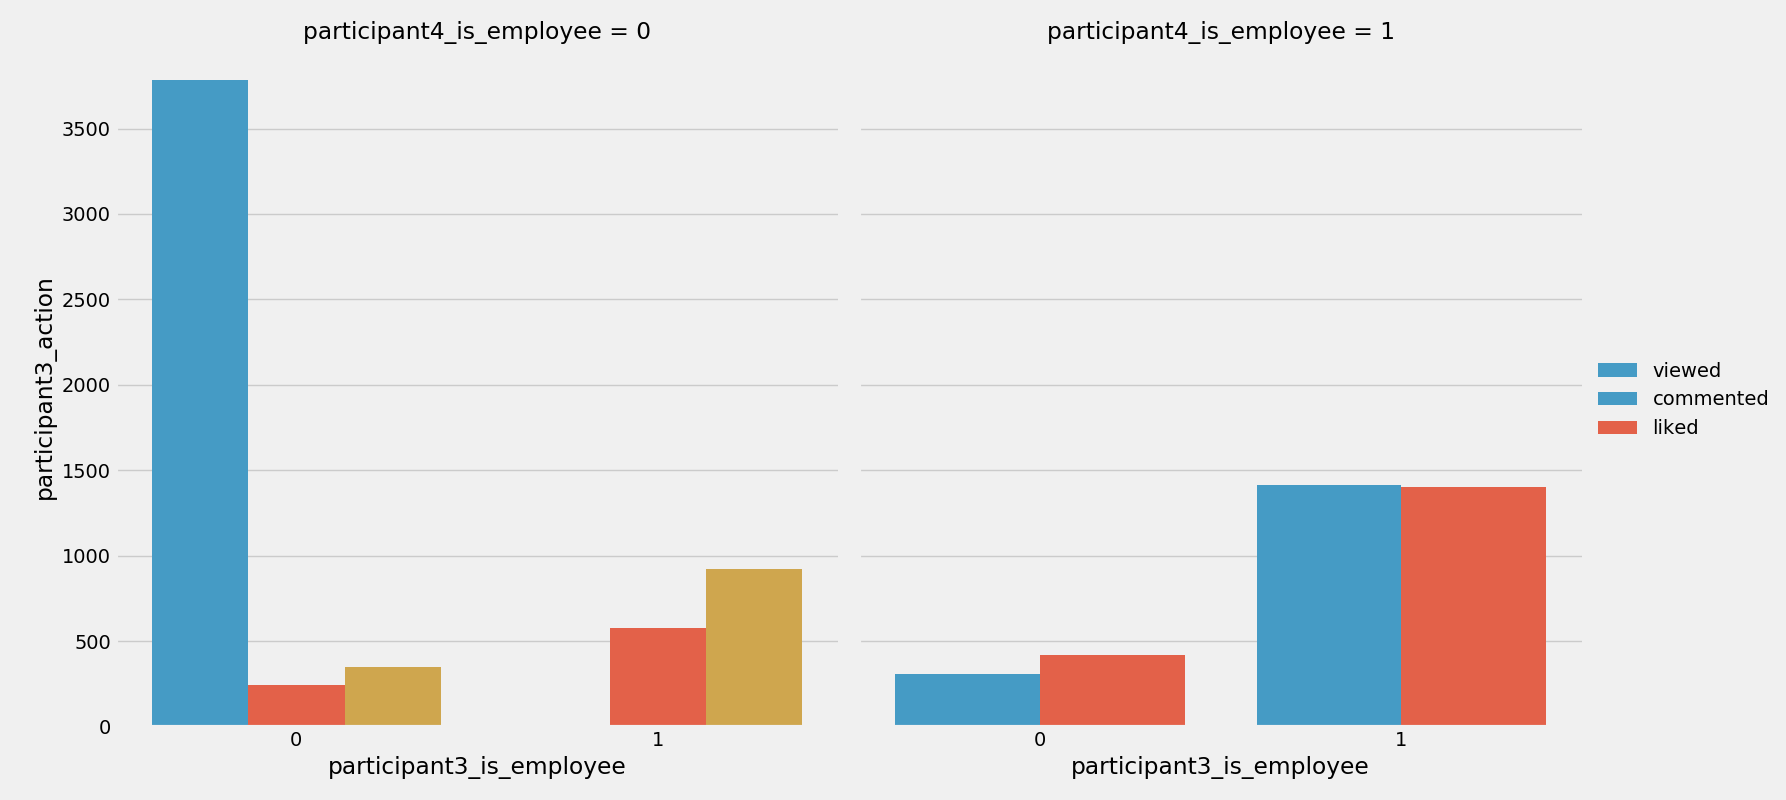 participant4_is_employee = 0
participant4_is_employee = 1
participant3_action
3500
3000
2500
2000
1500
1000
500
0
0
1
0
1
participant3_is_employee
participant3_is_employee
viewed
commented
liked